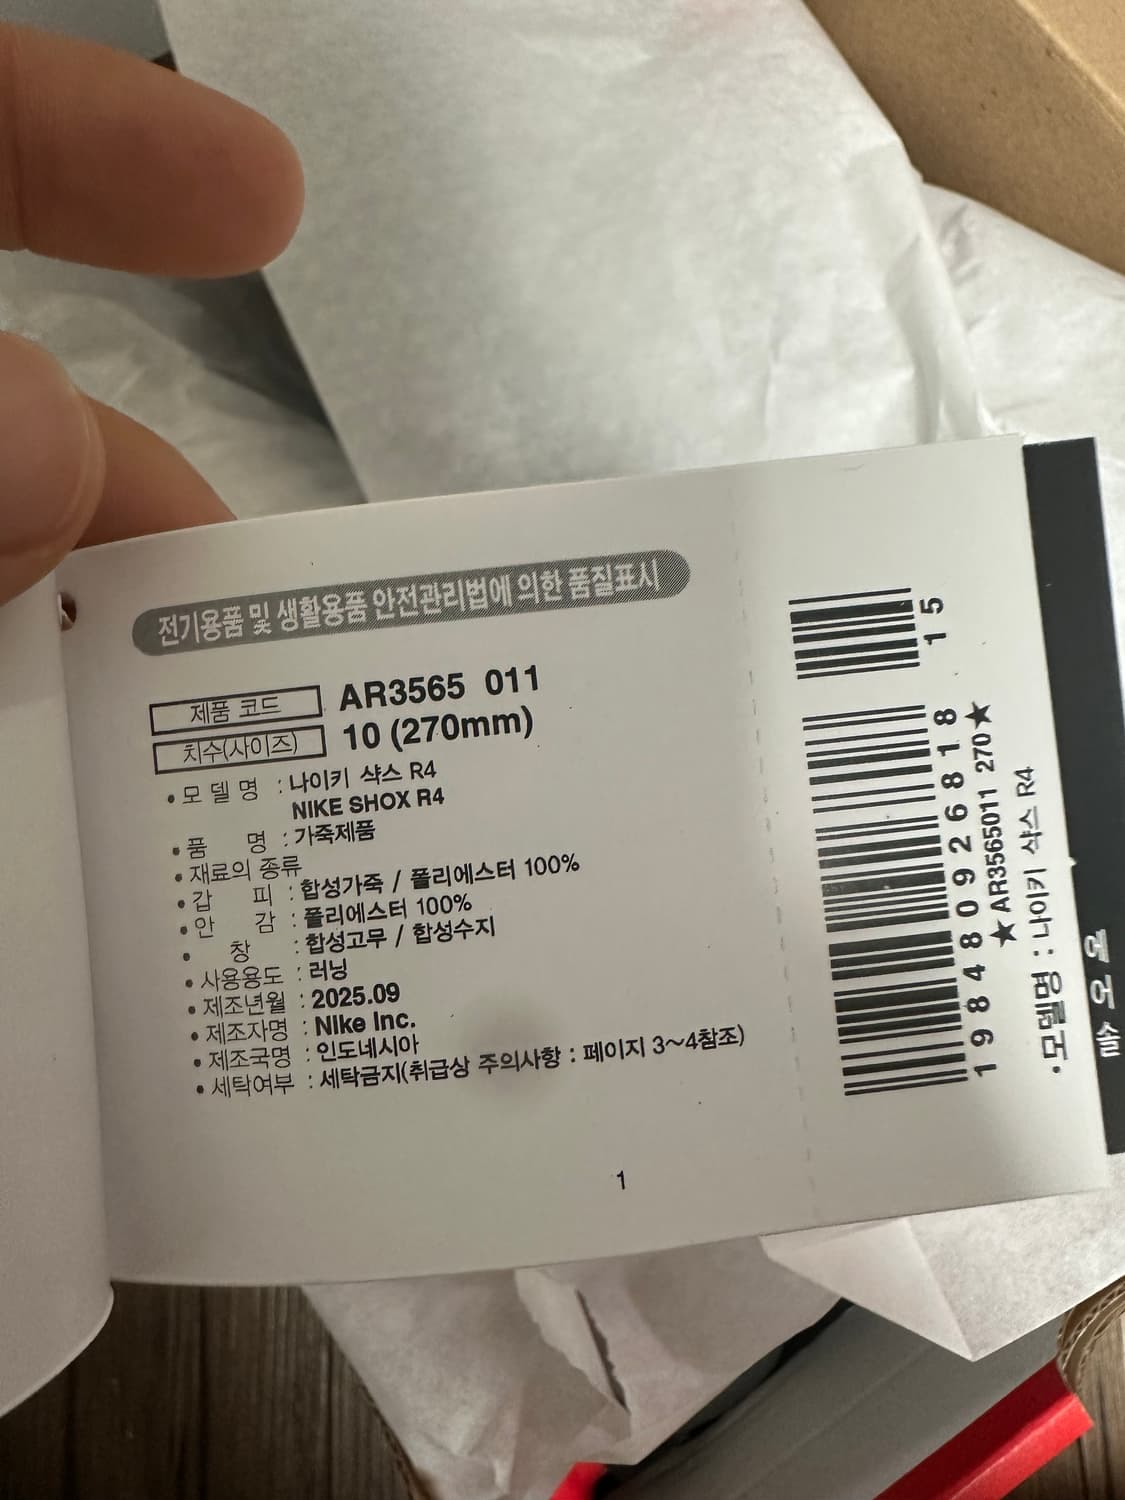 전기용품 및 생활용품 안전관리법에 의한 품질표시
제품 코드 AR3565 011
치수(사이즈) 10 (270mm)
• 모 델 명 : 나이키 샥스 R4
NIKE SHOX R4
• 품 명 : 가죽제품
• 재료의 종류
• 갑 피 : 합성가죽 / 폴리에스터 100%
• 안 감 : 폴리에스터 100%
• 창 : 합성고무 / 합성수지
• 사용용도 : 러닝
• 제조년월 : 2025.09
• 제조자명 : Nike Inc.
• 제조국명 : 인도네시아
• 세탁여부 : 세탁금지(취급상 주의사항 : 페이지 3~4참조)
1
15
198480926818
★AR3565011 270★
•모델명 : 나이키 샥스 R4